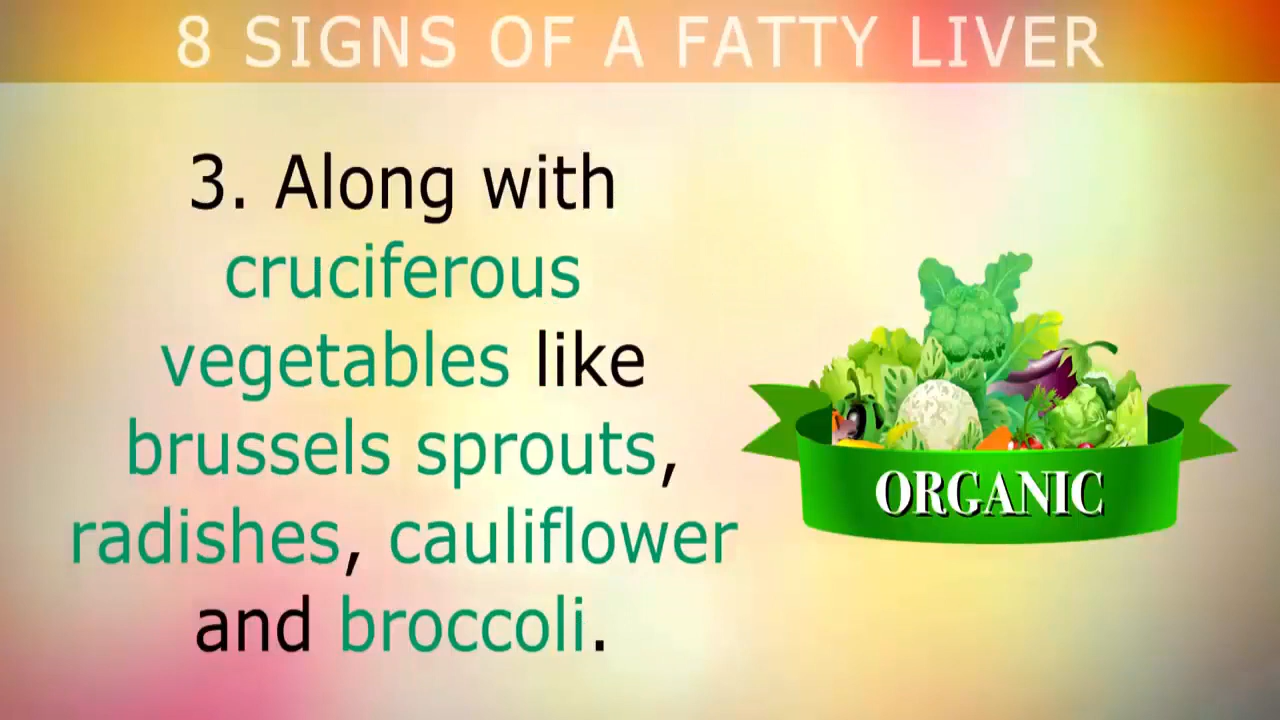 8 SIGNS OF A FATTY LIVER
3. Along with
cruciferous
vegetables like
brussels sprouts,
radishes, cauliflower
and broccoli.
ORGANIC